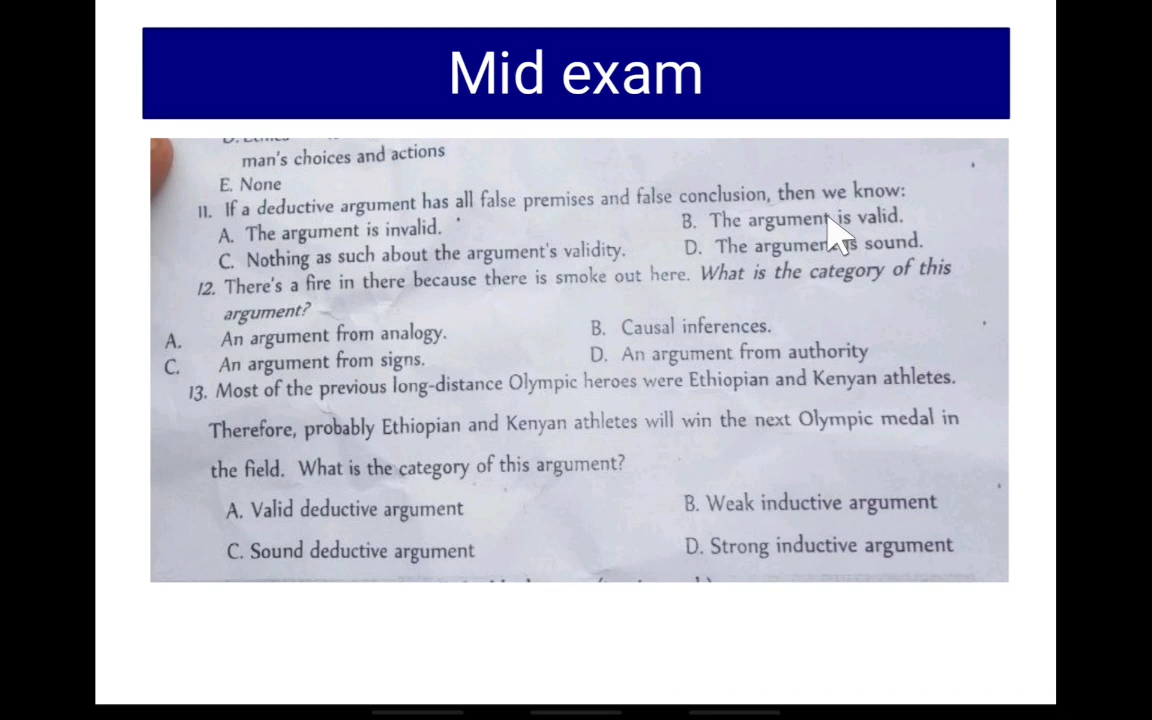 Mid exam
man's choices and actions
E. None
11. If a deductive argument has all false premises and false conclusion, then we know:
A. The argument is invalid.
B. The argument is valid.
C. Nothing as such about the argument's validity.
D. The argument is sound.
12. There's a fire in there because there is smoke out here. What is the category of this
argument?
A. An argument from analogy.
B. Causal inferences.
C. An argument from signs.
D. An argument from authority
13. Most of the previous long-distance Olympic heroes were Ethiopian and Kenyan athletes.
Therefore, probably Ethiopian and Kenyan athletes will win the next Olympic medal in
the field. What is the category of this argument?
A. Valid deductive argument
B. Weak inductive argument
C. Sound deductive argument
D. Strong inductive argument